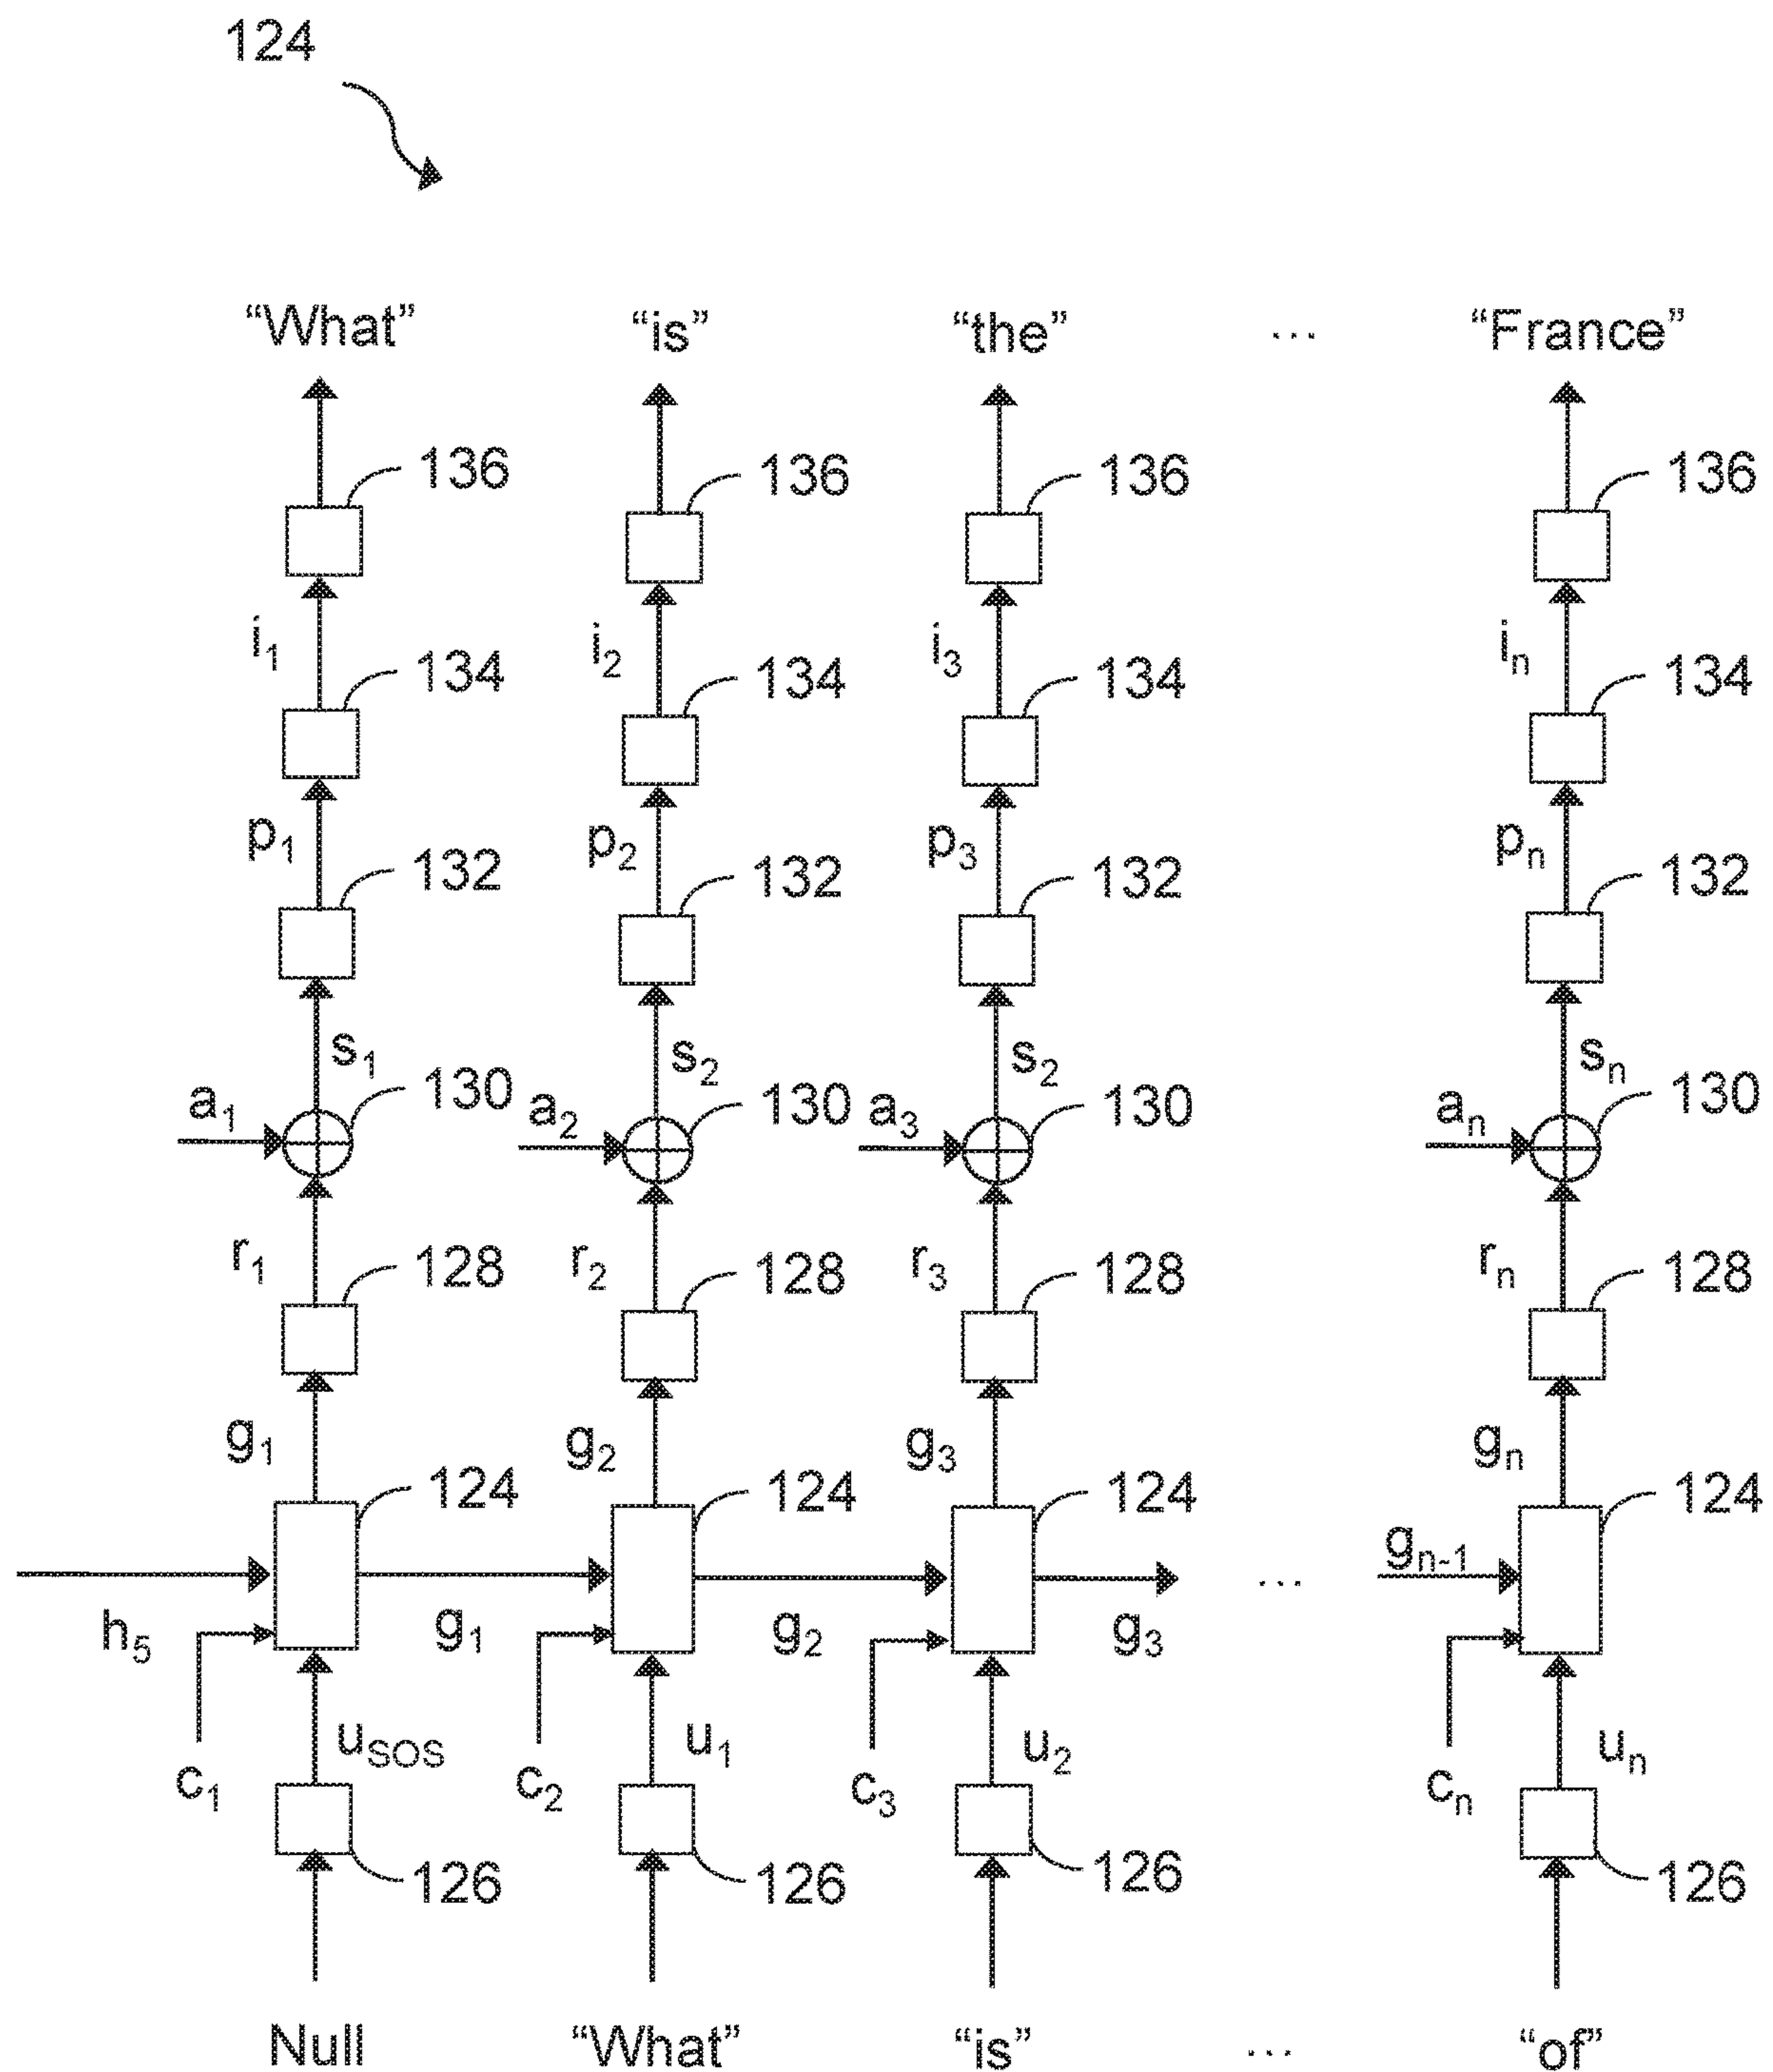 124
“What” “is” “the” ... “France”
136 136 136 136
i1 i2 i3 in
134 134 134 134
p1 p2 p3 pn
132 132 132 132
s1 s2 s2 sn
a1 130 a2 130 a3 130 an 130
r1 128 r2 128 r3 128 rn 128
g1 g2 g3 gn
124 124 124 124
gn-1
...
h5 g1 g2 g3
uSOS u1 u2 un
c1 c2 c3 cn
126 126 126 126
Null “What” “is” ... “of”